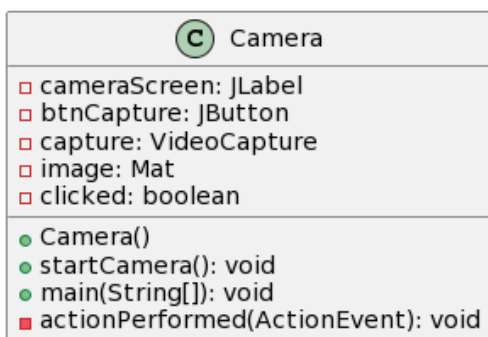 C Camera
cameraScreen: JLabel
btnCapture: JButton
capture: VideoCapture
image: Mat
clicked: boolean
Camera()
startCamera(): void
main(String[]): void
actionPerformed(ActionEvent): void